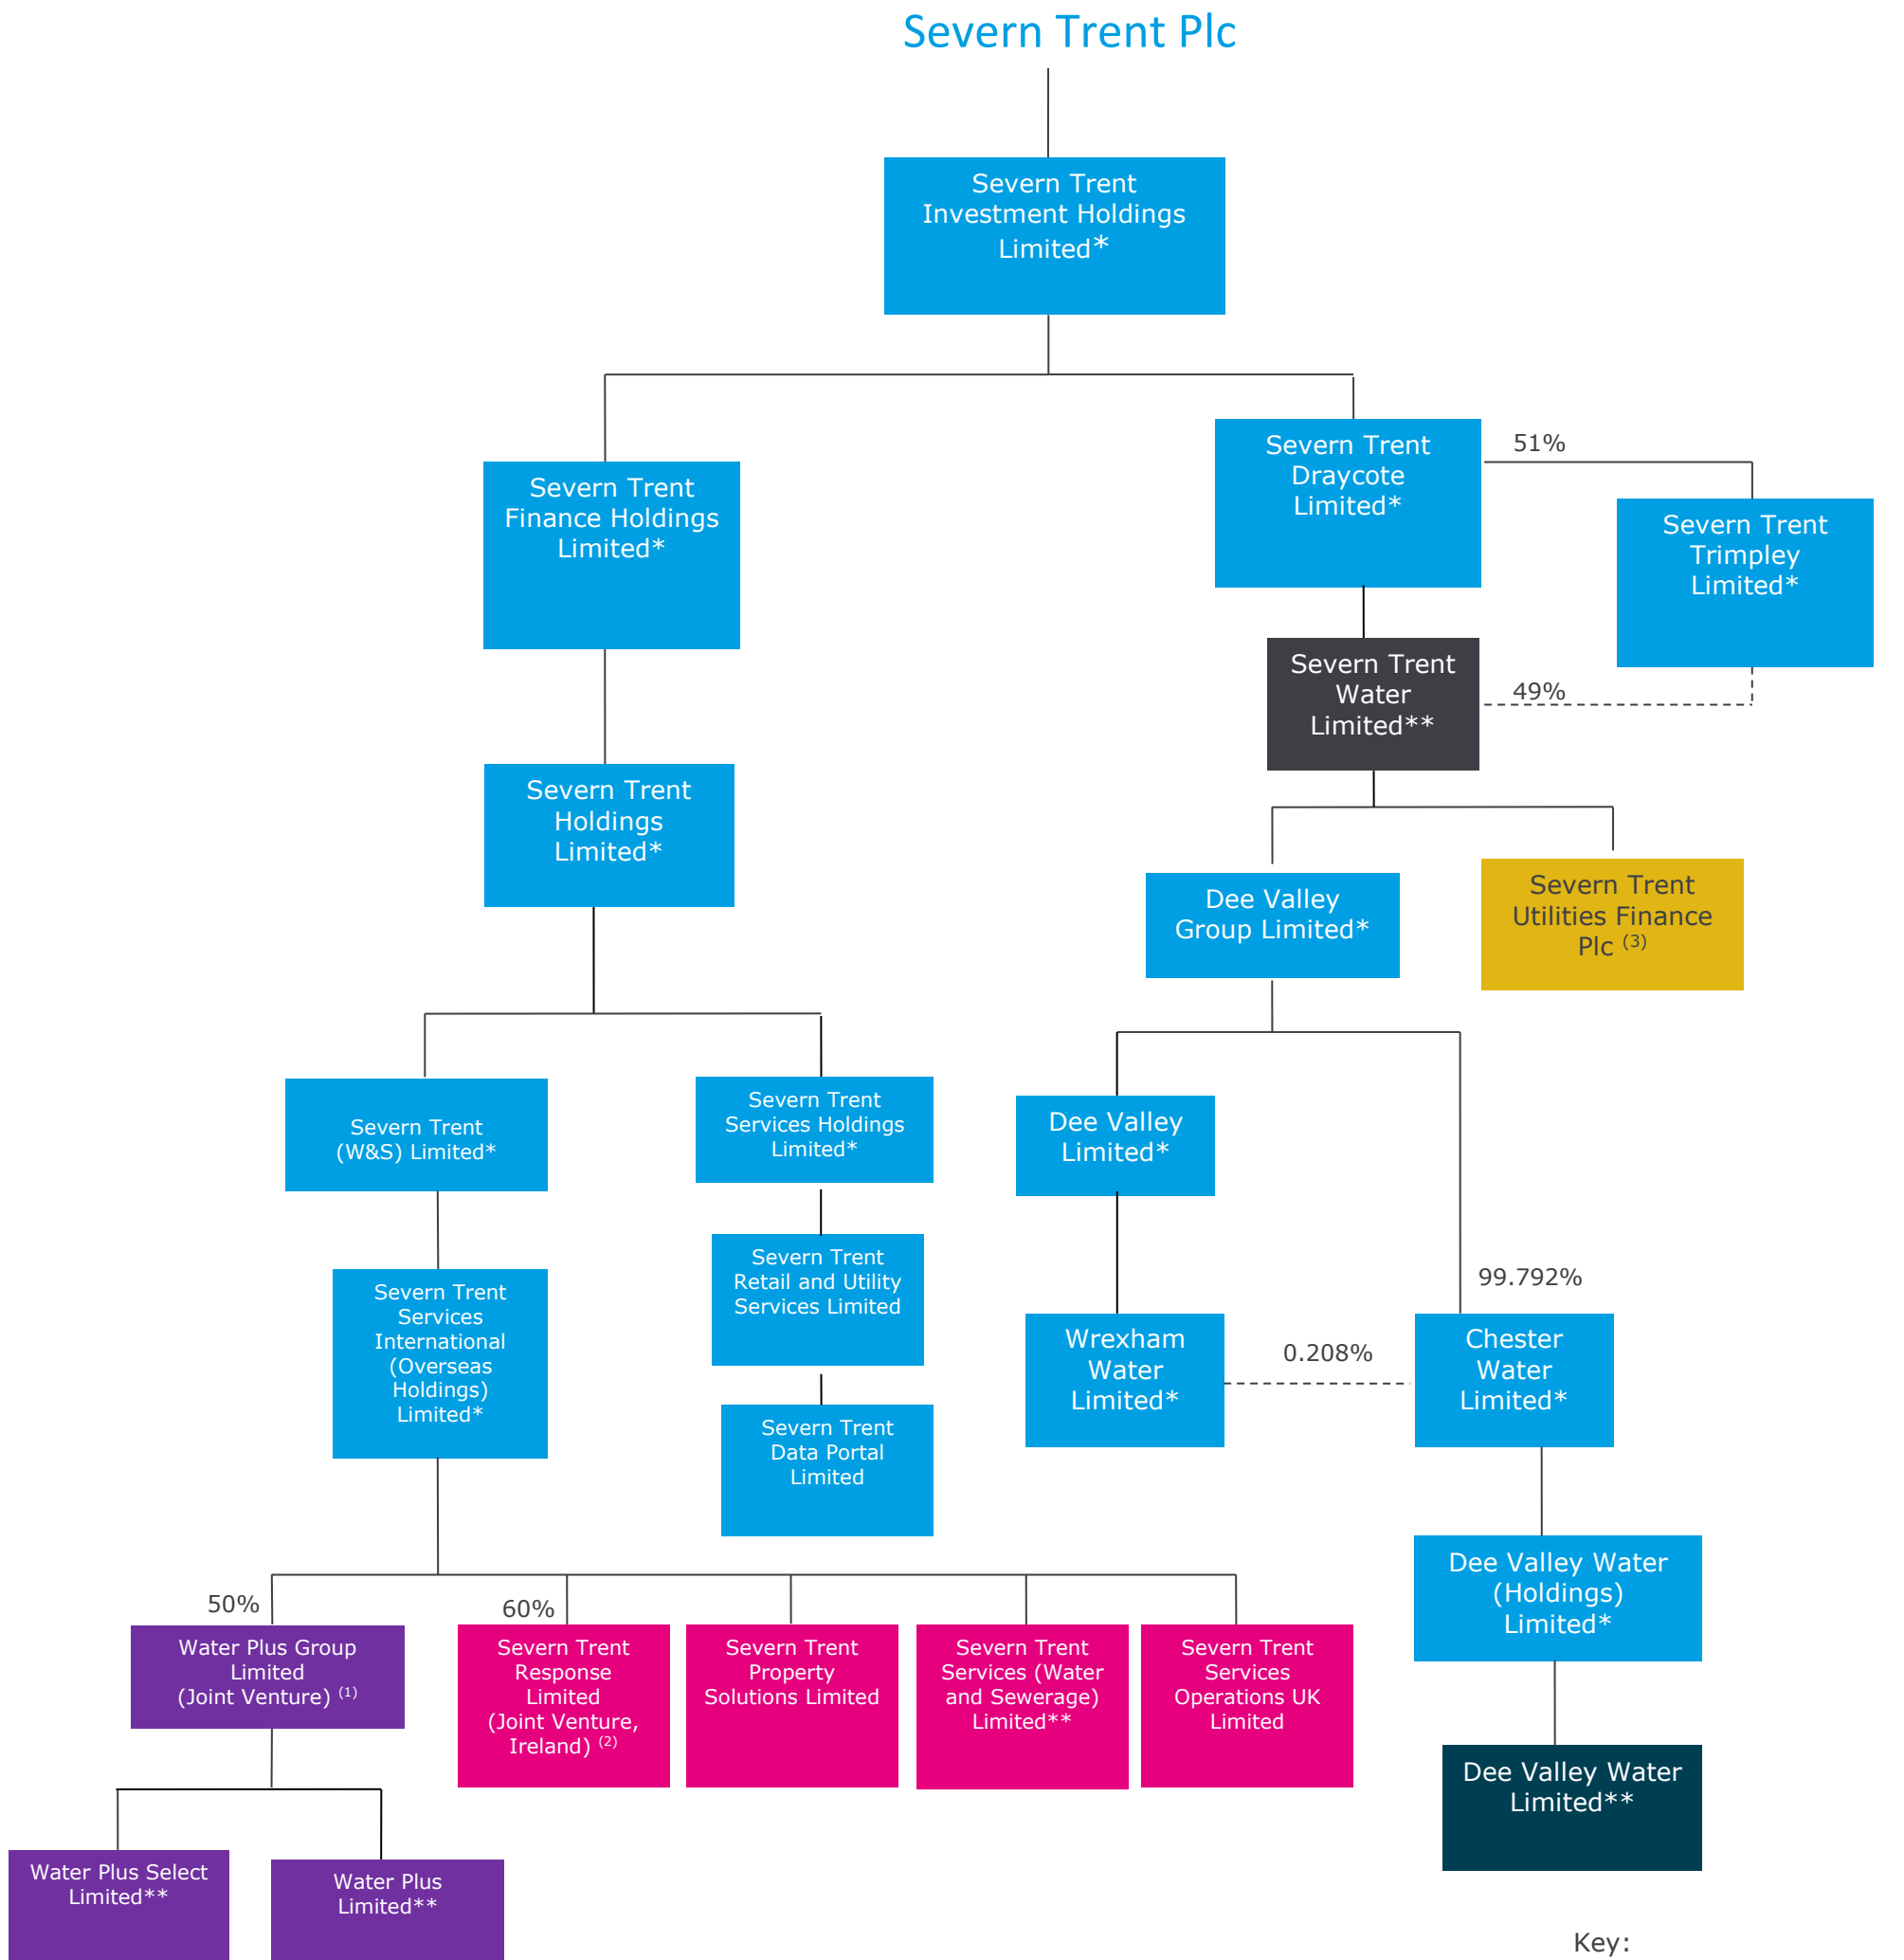 Severn Trent Plc
Severn Trent
Investment Holdings
Limited*
Severn Trent
Draycote
Limited*
51%
Severn Trent
Finance Holdings
Limited*
Severn Trent
Trimpley
Limited*
Severn Trent
Water
Limited**
49%
Severn Trent
Holdings
Limited*
Dee Valley
Group Limited*
Severn Trent
Utilities Finance
Plc (3)
Severn Trent
(W&S) Limited*
Severn Trent
Services Holdings
Limited*
Dee Valley
Limited*
Severn Trent
Retail and Utility
Services Limited
99.792%
Severn Trent
Services
International
(Overseas
Holdings)
Limited*
Wrexham
Water
Limited*
0.208%
Chester
Water
Limited*
Severn Trent
Data Portal
Limited
Dee Valley Water
(Holdings)
Limited*
50%
60%
Water Plus Group
Limited
(Joint Venture) (1)
Severn Trent
Response
Limited
(Joint Venture,
Ireland) (2)
Severn Trent
Property
Solutions Limited
Severn Trent
Services (Water
and Sewerage)
Limited**
Severn Trent
Services
Operations UK
Limited
Dee Valley Water
Limited**
Water Plus Select
Limited**
Water Plus
Limited**
Key: